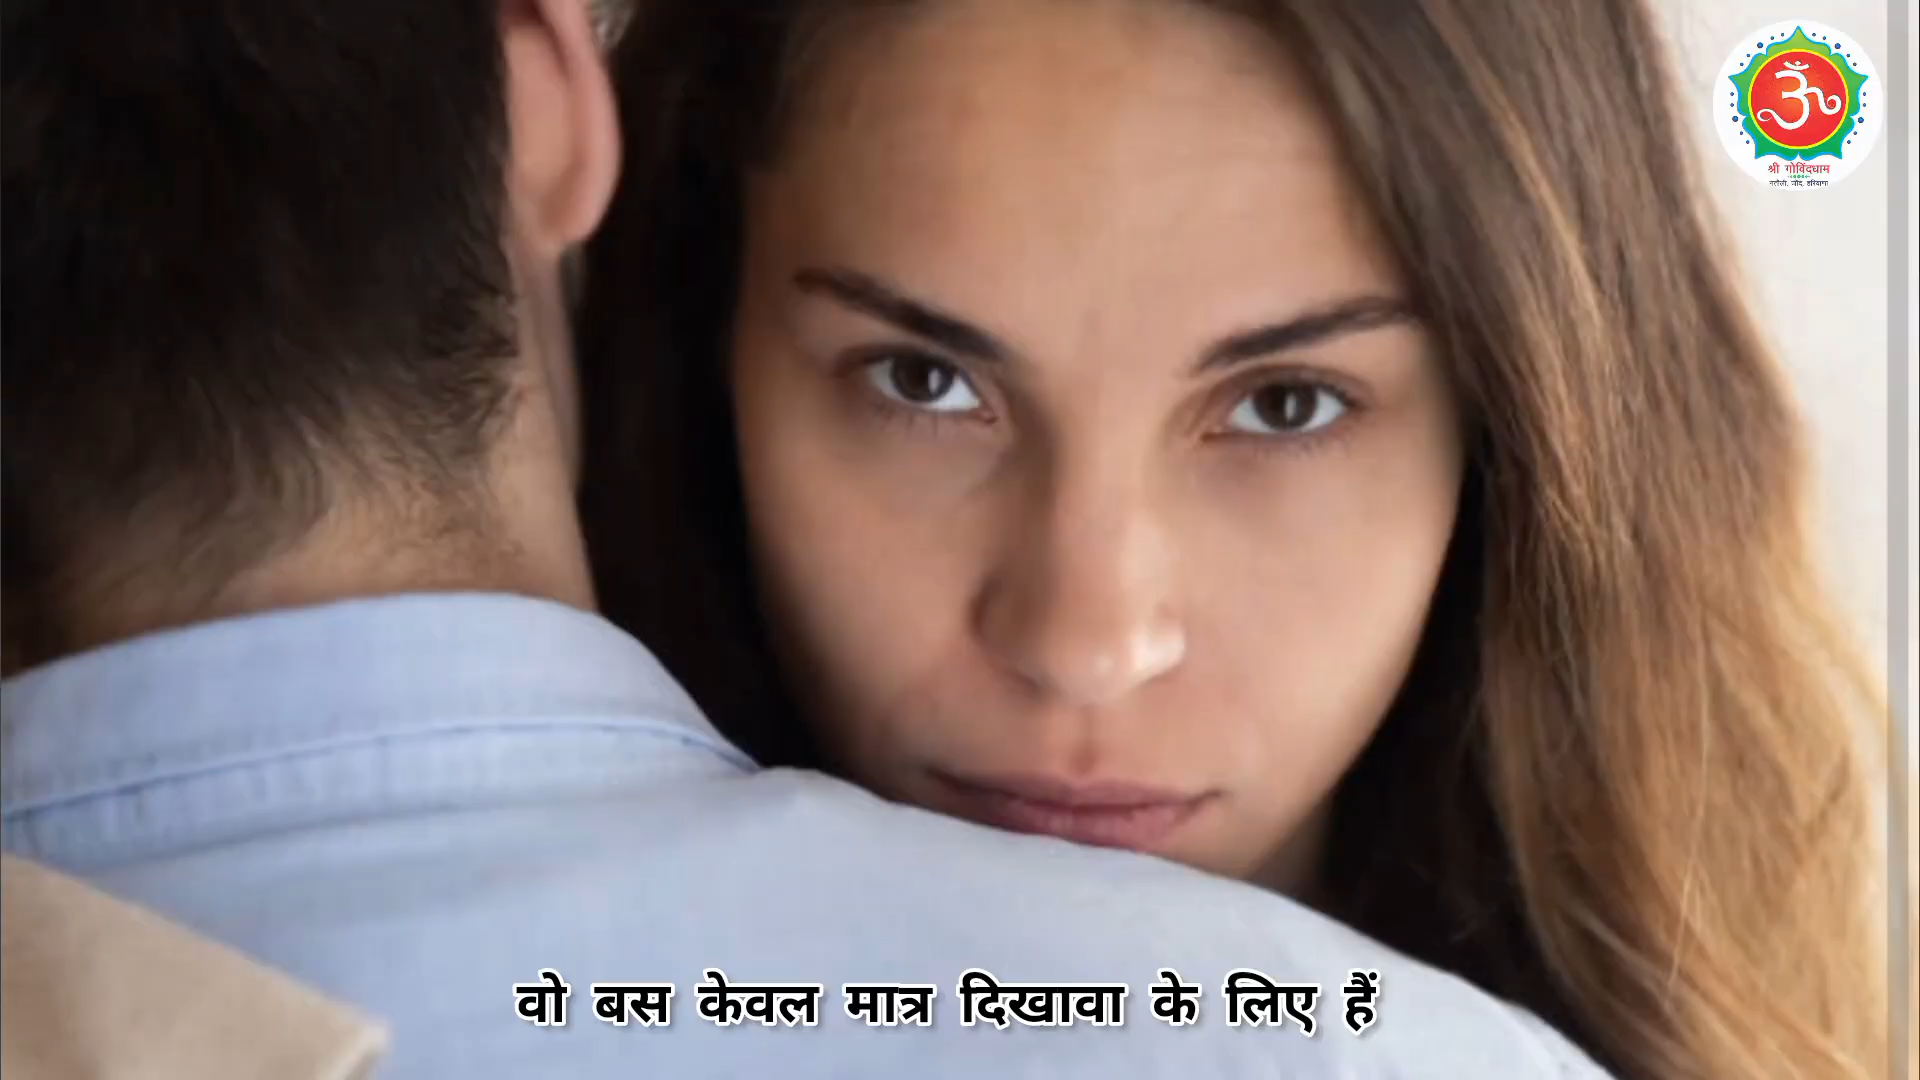 ॐ
श्री गोविंदधाम
वो बस केवल मात्र दिखावा के लिए हैं